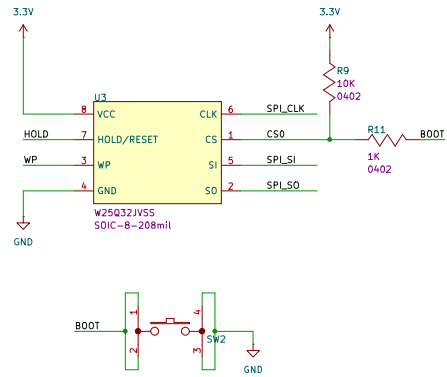 3.3V
3.3V
U3
R9
10K
0402
8 VCC CLK 6 SPI_CLK
HOLD 7 HOLD/RESET CS 1 CS0
R11
BOOT
1K
0402
WP 3 WP SI 5 SPI_SI
4 GND SO 2 SPI_SO
W25Q32JVSS
SOIC-8-208mil
GND
1
4
BOOT
SW2
2
3
GND